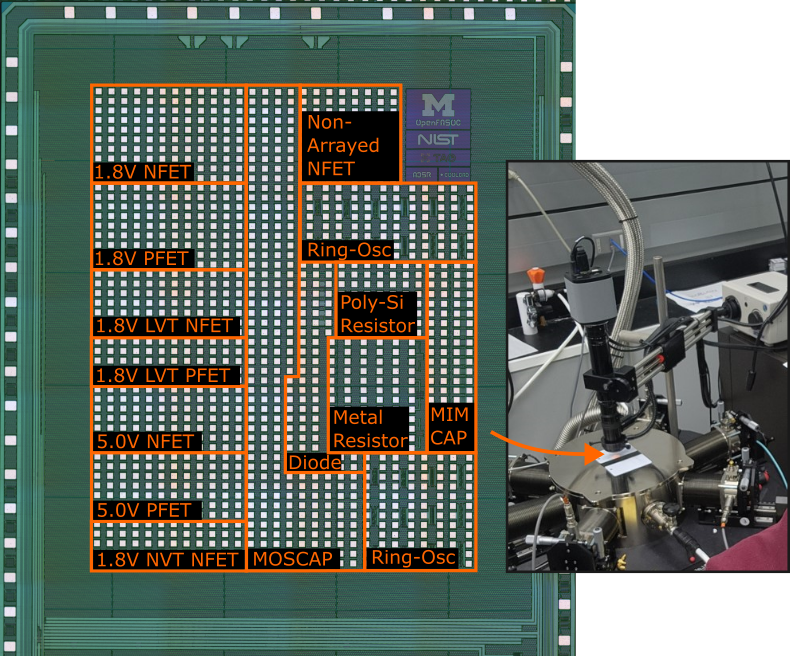 Non-
Arrayed
NFET
M
OpenFASOC
NIST
1.8V NFET
1.8V PFET
Ring-Osc
1.8V LVT NFET
Poly-Si
Resistor
1.8V LVT PFET
Metal
Resistor
MIM
CAP
5.0V NFET
Diode
5.0V PFET
1.8V NVT NFET
MOSCAP
Ring-Osc